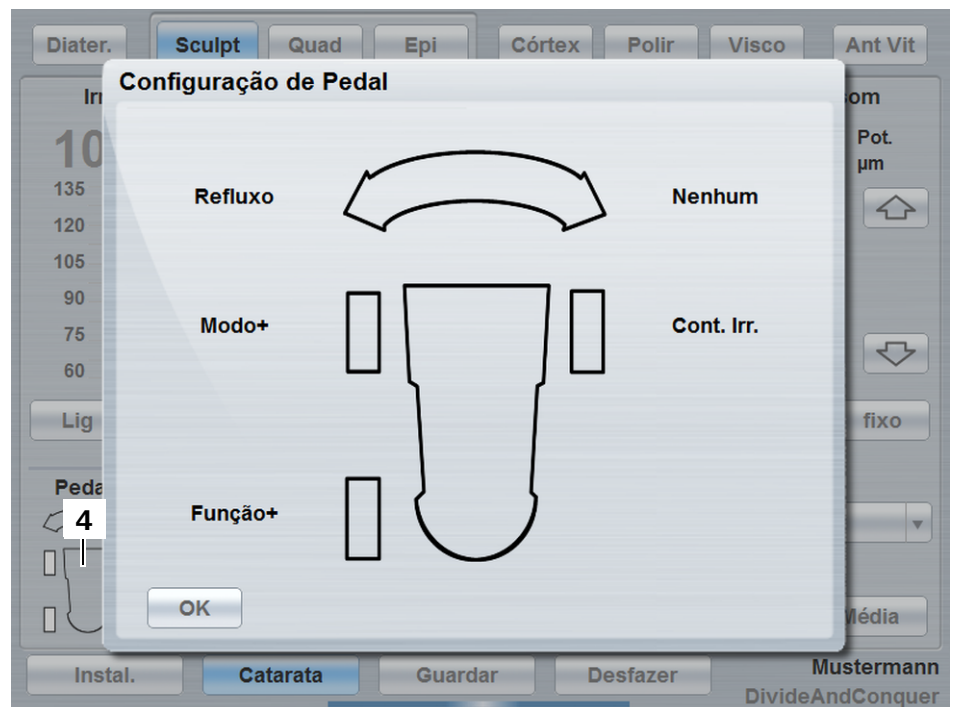 Diater. Sculpt Quad Epi Córtex Polir Visco Ant Vit
Configuração de Pedal
Pot.
µm
135
120
105
90
75
60
Refluxo Nenhum
Modo+ Cont. Irr.
Lig fixo
4
Função+
OK
Média
Instal. Catarata Guardar Desfazer Mustermann
DivideAndConquer